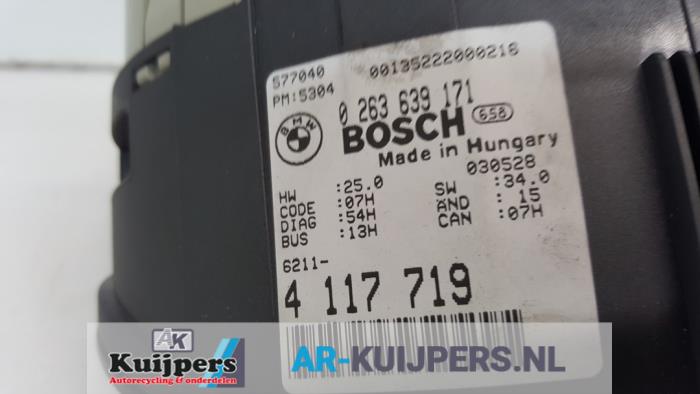 577040 00135222000216
PM:5304
0 263 639 171
BMW BOSCH 658
Made in Hungary
030528
HW :25.0 SW :34.0
CODE :07H ÄND : 15
DIAG :54H CAN :07H
BUS :13H
6211-
4 117 719
AK
Kuijpers
Autorecycling & onderdelen
AR-KUIJPERS.NL